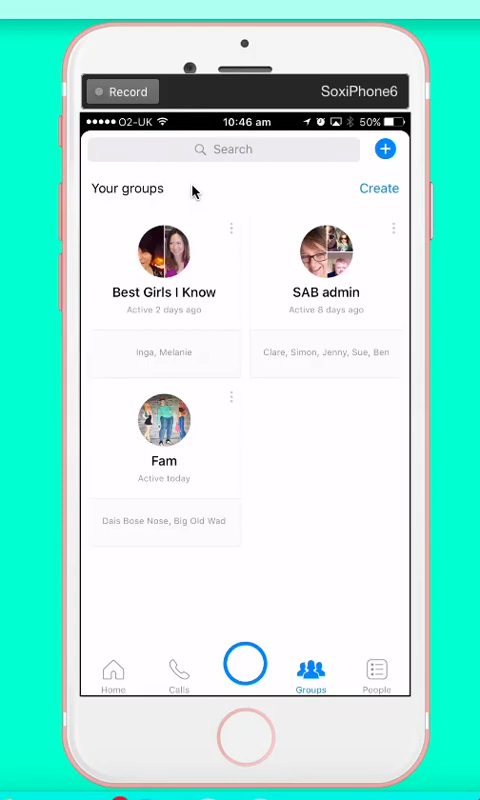 Record
SoxiPhone6
O2-UK
10:46 am
50%
Search
Your groups
Create
Best Girls I Know
Active 2 days ago
Inga, Melanie
SAB admin
Active 8 days ago
Clare, Simon, Jenny, Sue, Ben
Fam
Active today
Dais Bose Nose, Big Old Wad
Home
Calls
Groups
People